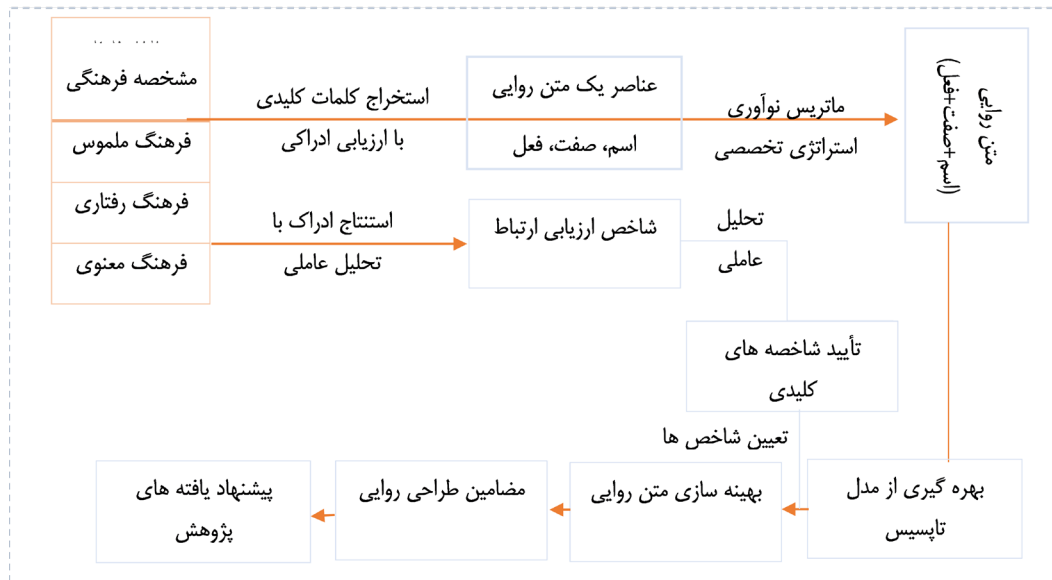 مشخصه فرهنگی
فرهنگ ملموس
فرهنگ رفتاری
فرهنگ معنوی
استخراج کلمات کلیدی
با ارزیابی ادراکی
عناصر یک متن روایی
اسم، صفت، فعل
ماتریس نوآوری
استراتژی تخصصی
متن روایی
(اسم+صفت+فعل)
استنتاج ادراک با
تحلیل عاملی
شاخص ارزیابی ارتباط
تحلیل
عاملی
تأیید شاخصه های
کلیدی
تعیین شاخص ها
بهره گیری از مدل
تاپسیس
بهینه سازی متن روایی
مضامین طراحی روایی
پیشنهاد یافته های
پژوهش